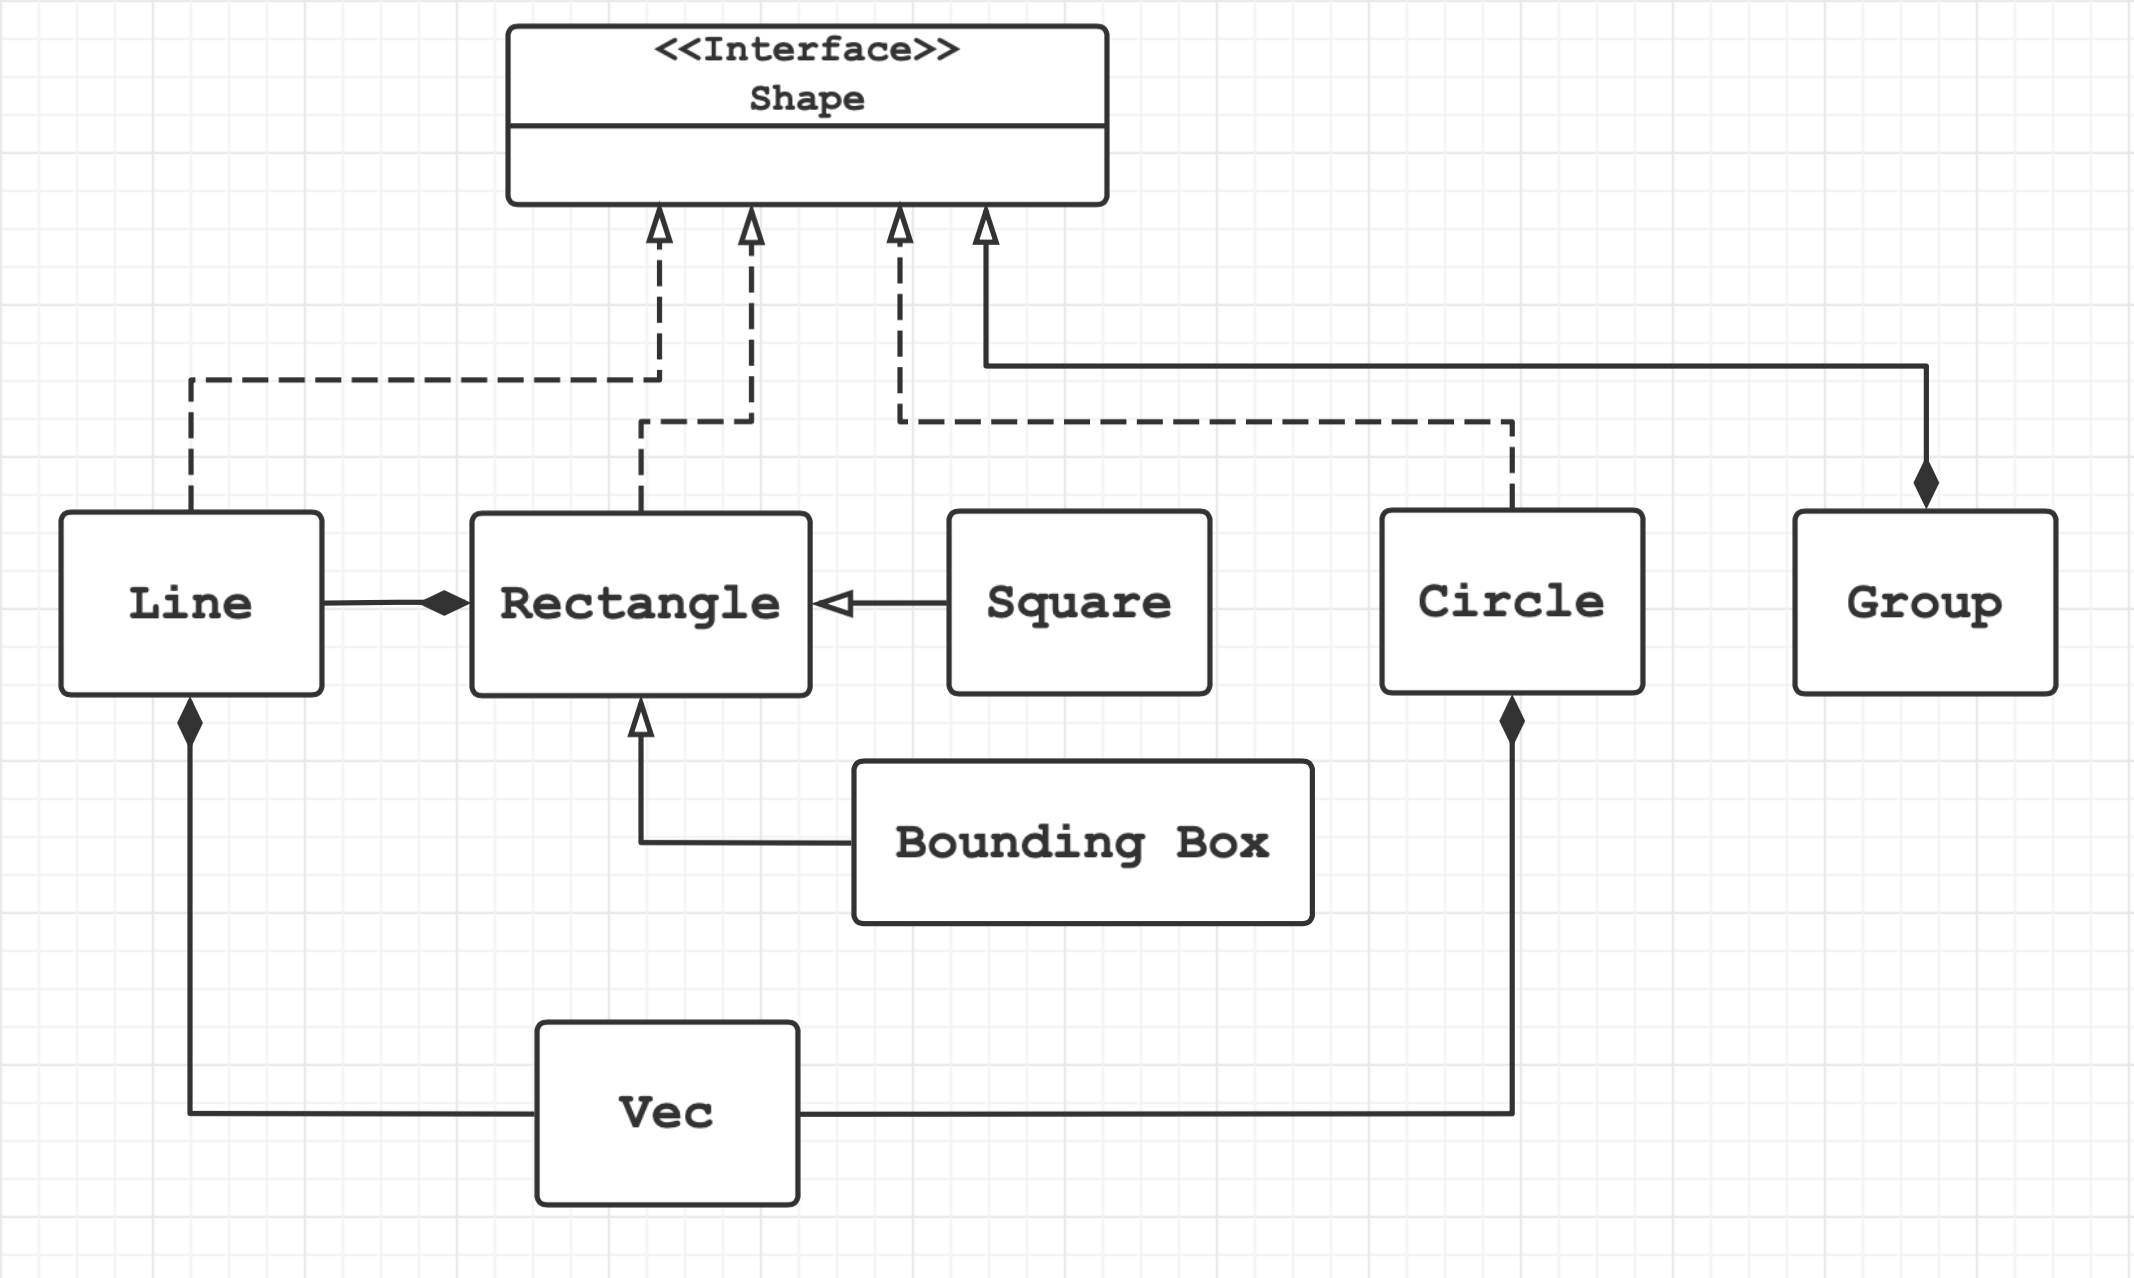 <<Interface>>
Shape
Line
Rectangle
Square
Circle
Group
Bounding Box
Vec